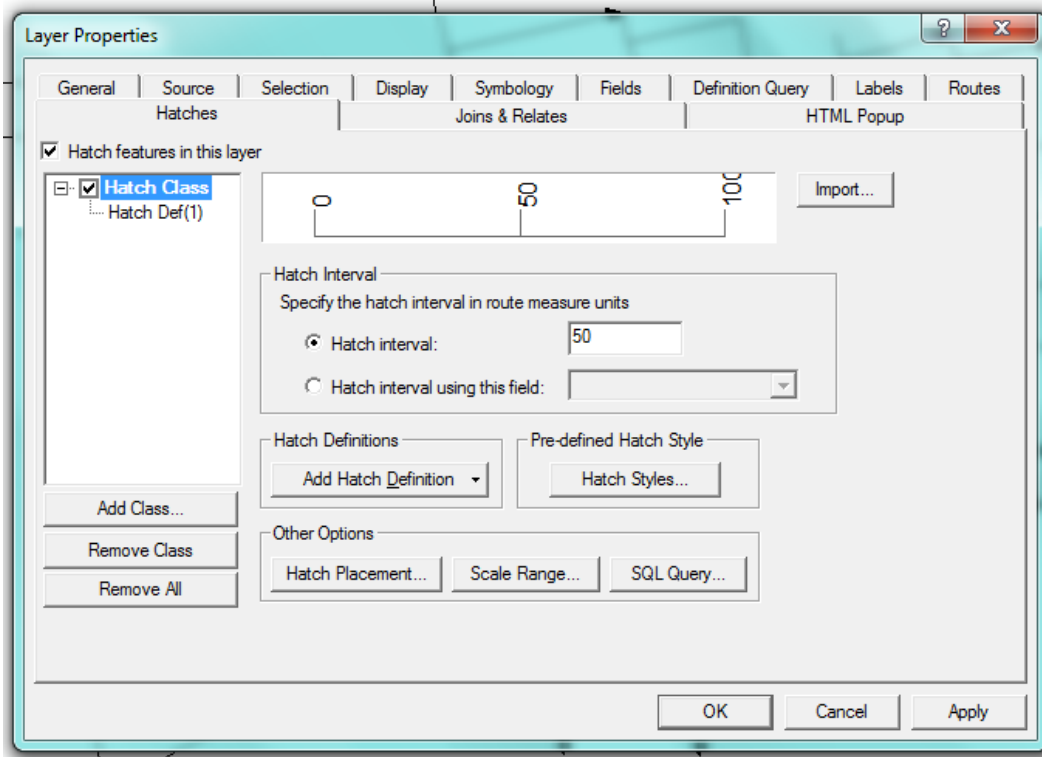 Layer Properties
General Source Selection Display Symbology Fields Definition Query Labels Routes
Hatches Joins & Relates HTML Popup
Hatch features in this layer
Hatch Class
Hatch Def(1)
0 50 100
Import...
Hatch Interval
Specify the hatch interval in route measure units
Hatch interval: 50
Hatch interval using this field:
Hatch Definitions
Add Hatch Definition
Pre-defined Hatch Style
Hatch Styles...
Add Class...
Remove Class
Remove All
Other Options
Hatch Placement... Scale Range... SQL Query...
OK Cancel Apply